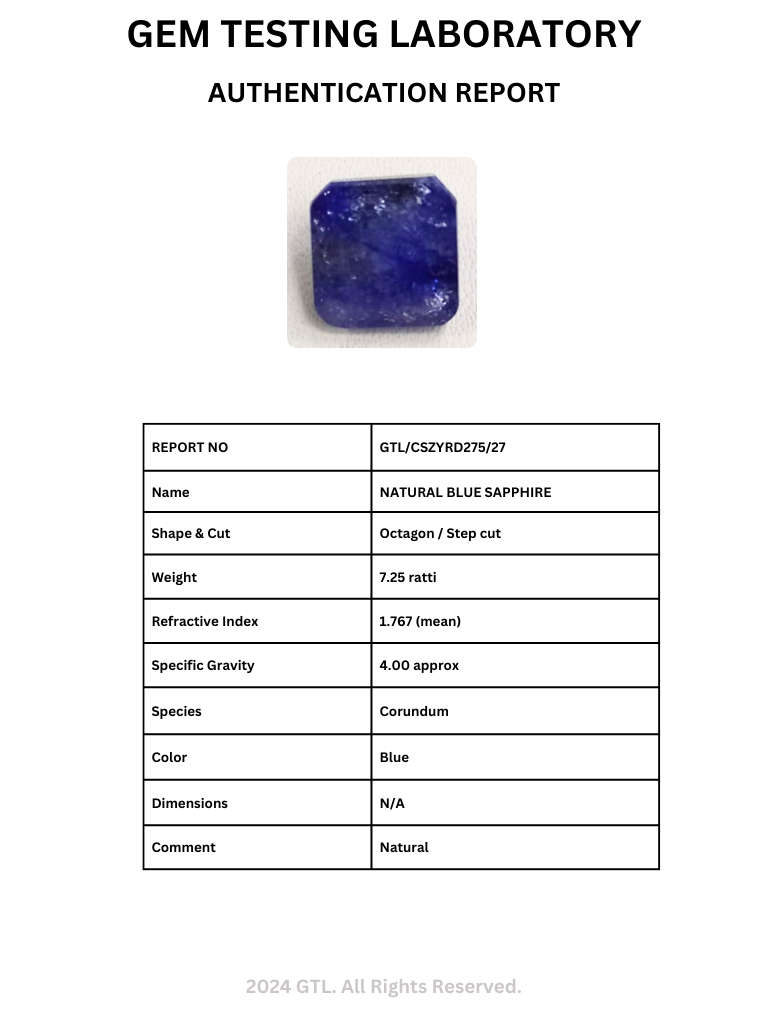 GEM TESTING LABORATORY
AUTHENTICATION REPORT
REPORT NO GTL/CSZYRD275/27
Name NATURAL BLUE SAPPHIRE
Shape & Cut Octagon / Step cut
Weight 7.25 ratti
Refractive Index 1.767 (mean)
Specific Gravity 4.00 approx
Species Corundum
Color Blue
Dimensions N/A
Comment Natural
2024 GTL. All Rights Reserved.